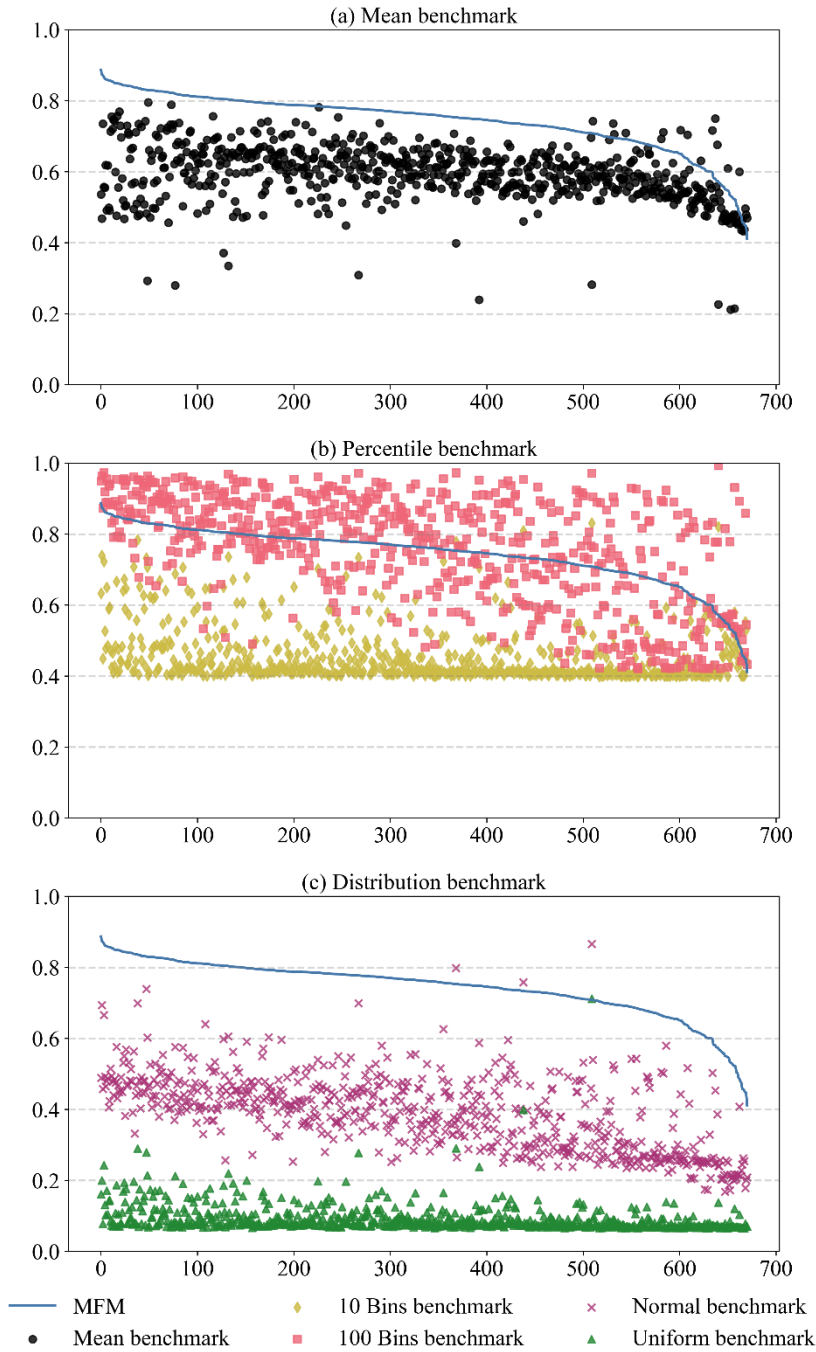 (a) Mean benchmark
1.0
0.8
0.6
0.4
0.2
0.0
0 100 200 300 400 500 600 700
(b) Percentile benchmark
1.0
0.8
0.6
0.4
0.2
0.0
0 100 200 300 400 500 600 700
(c) Distribution benchmark
1.0
0.8
0.6
0.4
0.2
0.0
0 100 200 300 400 500 600 700
MFM 10 Bins benchmark Normal benchmark
Mean benchmark 100 Bins benchmark Uniform benchmark